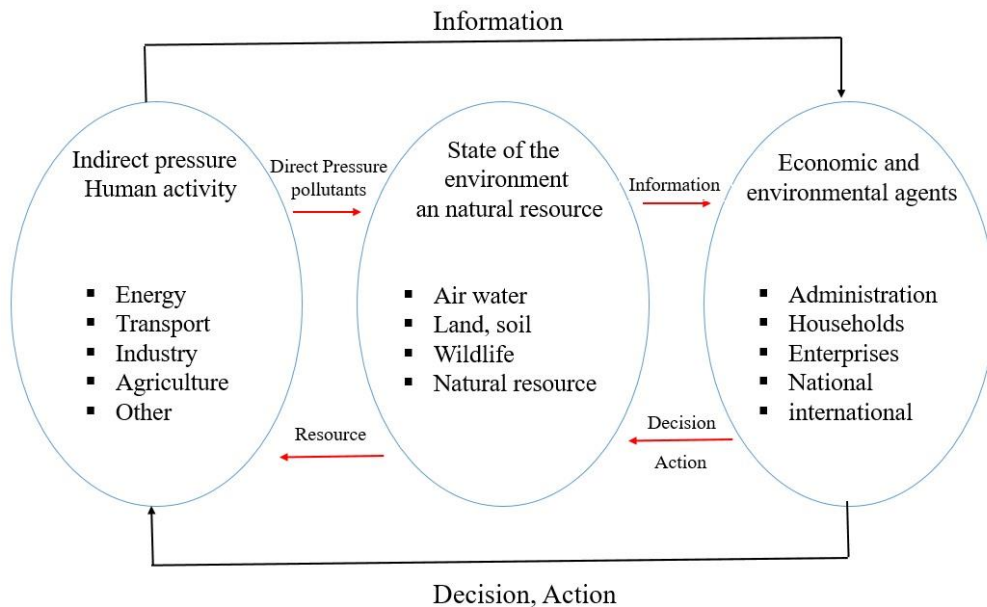 Information
Indirect pressure
Human activity
▪ Energy
▪ Transport
▪ Industry
▪ Agriculture
▪ Other
Direct Pressure
pollutants
Resource
State of the
environment
an natural resource
▪ Air water
▪ Land, soil
▪ Wildlife
▪ Natural resource
Information
Decision
Action
Economic and
environmental agents
▪ Administration
▪ Households
▪ Enterprises
▪ National
▪ international
Decision, Action